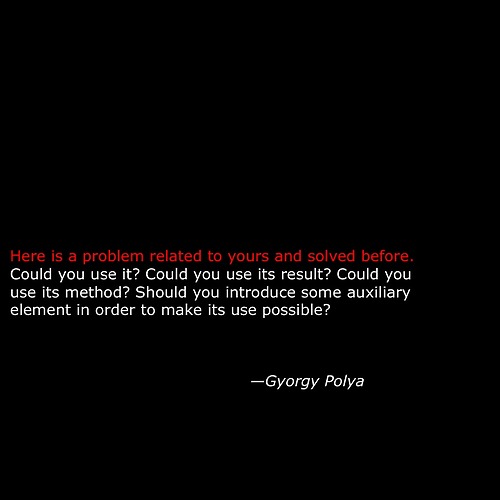 Here is a problem related to yours and solved before.
Could you use it? Could you use its result? Could you
use its method? Should you introduce some auxiliary
element in order to make its use possible?
—Gyorgy Polya